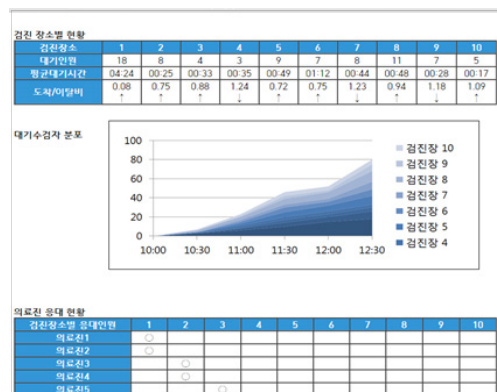 검진 장소별 현황
검진장소 1 2 3 4 5 6 7 8 9 10
대기인원 18 8 4 3 9 7 8 11 7 5
평균대기시간 04:24 00:25 00:33 00:35 00:49 01:12 00:44 00:48 00:28 00:17
도착/이탈비 0.08 0.75 0.88 1.24 0.72 0.75 1.23 0.94 1.18 1.09
↑ ↑ ↑ ↓ ↑ ↑ ↓ ↑ ↓ ↑
대기수검자 분포
100
80
60
40
20
0
10:00 10:30 11:00 11:30 12:00 12:30
검진장 10
검진장 9
검진장 8
검진장 7
검진장 6
검진장 5
검진장 4
의료진 응대 현황
검진장소별 응대인원 1 2 3 4 5 6 7 8 9 10
의료진1 ○
의료진2 ○
의료진3 ○
의료진4 ○
의료진5 ○